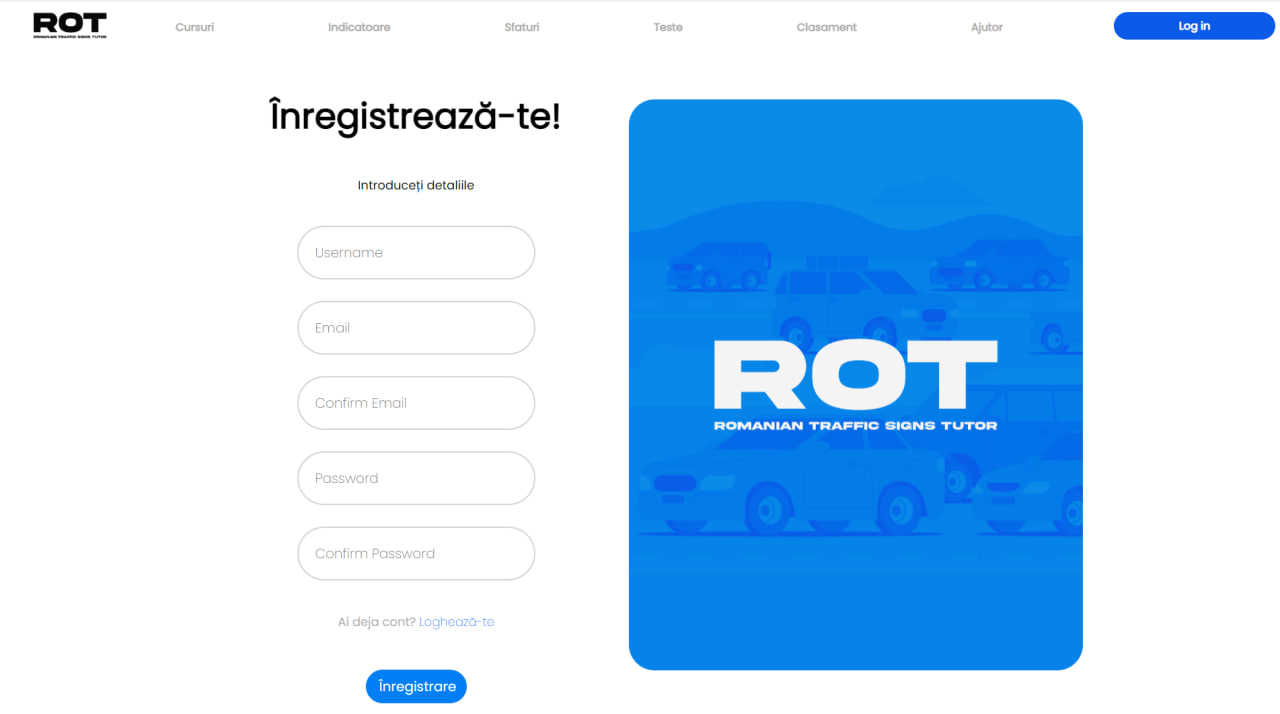 ROT
ROMANIAN TRAFFIC SIGNS TUTOR
Cursuri
Indicatoare
Sfaturi
Teste
Clasament
Ajutor
Log in
Înregistrează-te!
Introduceți detaliile
Username
Email
Confirm Email
Password
Confirm Password
Ai deja cont? Loghează-te
Înregistrare
ROT
ROMANIAN TRAFFIC SIGNS TUTOR